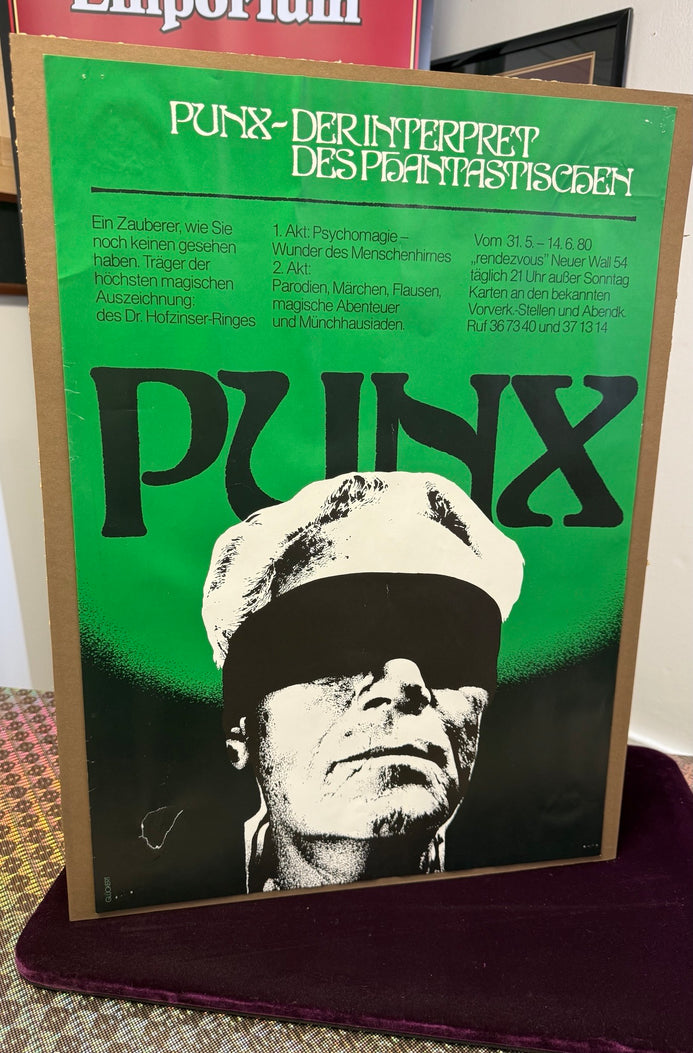 Emporium
PUNX-DER INTERPRET
DES PHANTASTISCHEN
Ein Zauberer, wie Sie
noch keinen gesehen
haben. Träger der
höchsten magischen
Auszeichnung:
des Dr. Hofzinser-Ringes
1. Akt: Psychomagie –
Wunder des Menschenhirnes
2. Akt:
Parodien, Märchen, Flausen,
magische Abenteuer
und Münchhausiaden.
Vom 31. 5. – 14. 6. 80
„rendezvous" Neuer Wall 54
täglich 21 Uhr außer Sonntag
Karten an den bekannten
Vorverk.-Stellen und Abendk.
Ruf 36 73 40 und 37 13 14
PUNX
GLÜCKERT